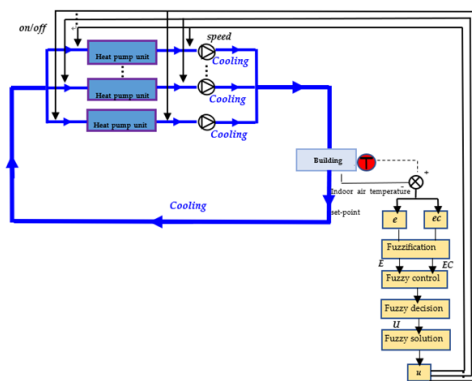 on/off
speed
Heat pump unit
Cooling
Heat pump unit
Cooling
Heat pump unit
Cooling
Building
T
+
-
Indoor air temperature
Cooling
set-point
e
ec
Fuzzification
E
EC
Fuzzy control
Fuzzy decision
U
Fuzzy solution
u